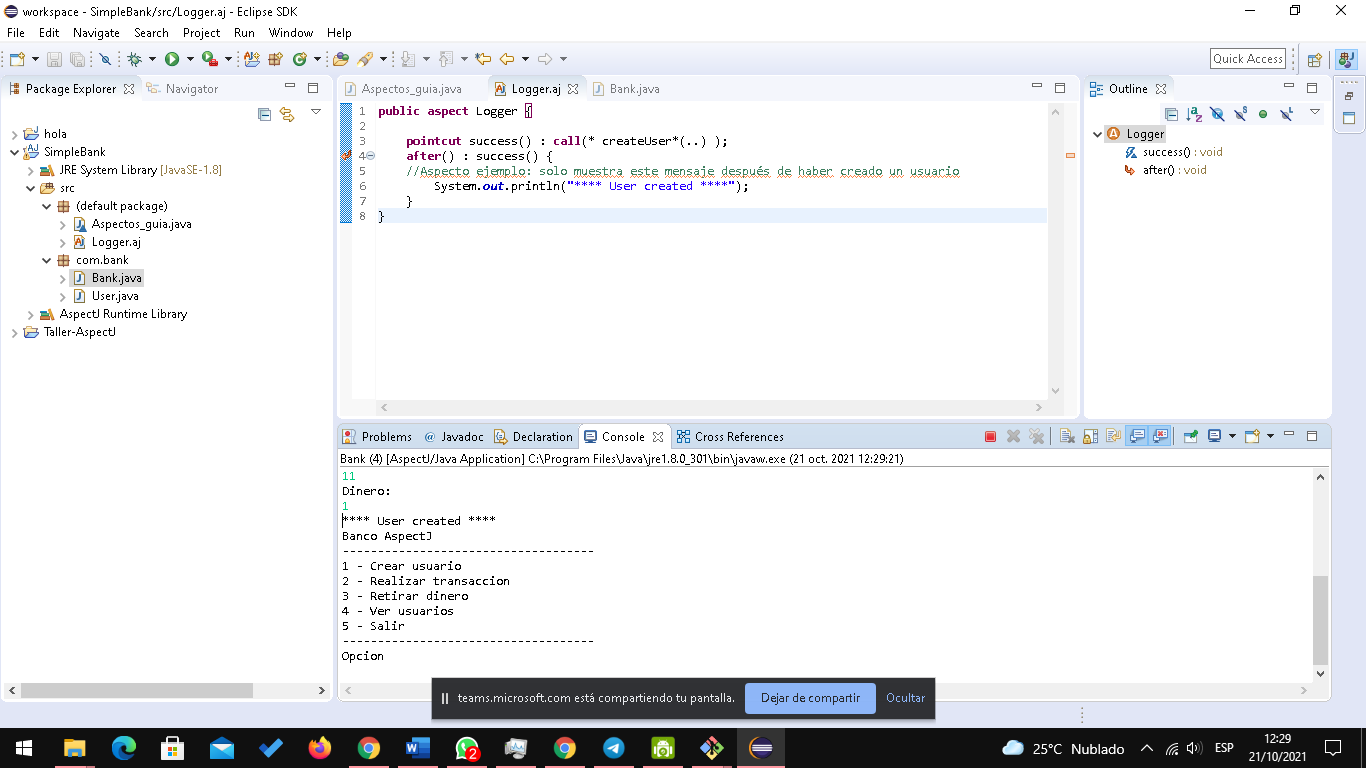 workspace - SimpleBank/src/Logger.aj - Eclipse SDK
File Edit Navigate Search Project Run Window Help
Quick Access
Package Explorer
Navigator
hola
SimpleBank
JRE System Library [JavaSE-1.8]
src
(default package)
Aspectos_guia.java
Logger.aj
com.bank
Bank.java
User.java
AspectJ Runtime Library
Taller-AspectJ
Aspectos_guia.java
Logger.aj
Bank.java
1 public aspect Logger {
2
3 pointcut success() : call(* createUser*(..) );
4 after() : success() {
5 //Aspecto ejemplo: solo muestra este mensaje después de haber creado un usuario
6 System.out.println("**** User created ****");
7 }
8 }
Outline
Logger
success() : void
after() : void
Problems
@ Javadoc
Declaration
Console
Cross References
Bank (4) [AspectJ/Java Application] C:\Program Files\Java\jre1.8.0_301\bin\javaw.exe (21 oct. 2021 12:29:21)
11
Dinero:
1
**** User created ****
Banco AspectJ
------------------------------------
1 - Crear usuario
2 - Realizar transaccion
3 - Retirar dinero
4 - Ver usuarios
5 - Salir
------------------------------------
Opcion
teams.microsoft.com está compartiendo tu pantalla.
Dejar de compartir
Ocultar
2
25°C Nublado
ESP
12:29
21/10/2021